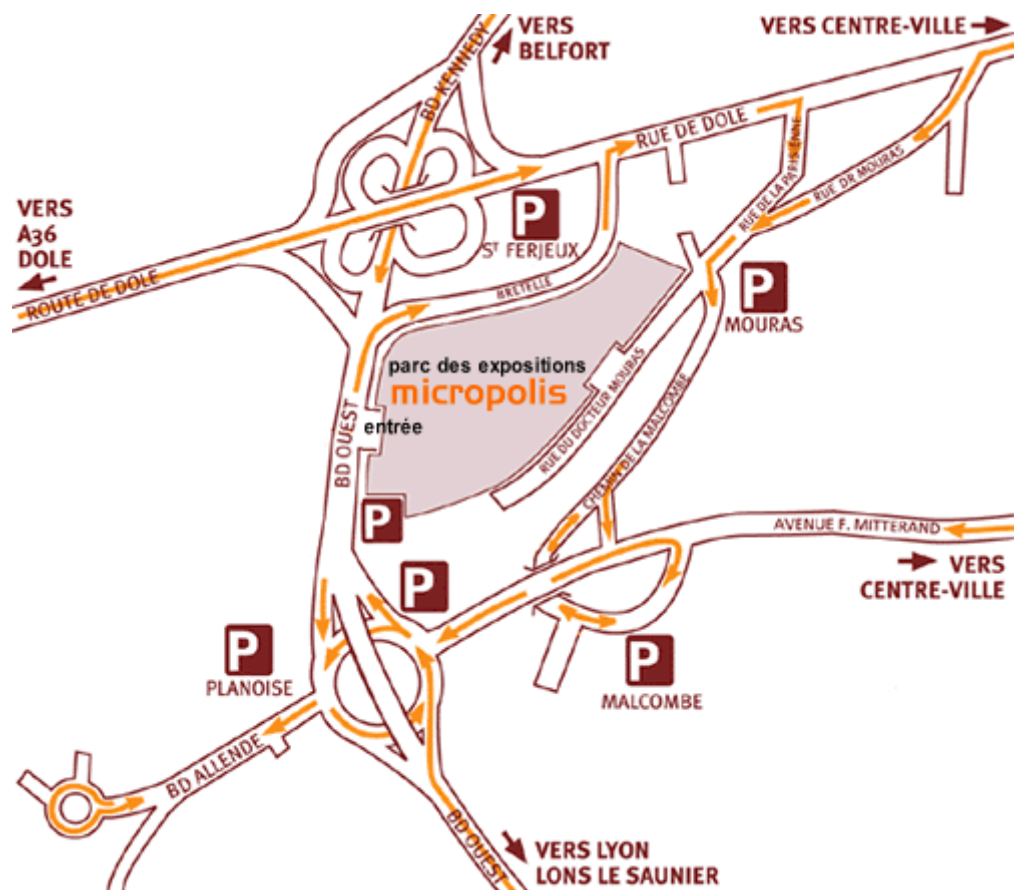 VERS
BELFORT
VERS CENTRE-VILLE
BD KENNEDY
RUE DE DOLE
RUE DE LA PARISIENNE
RUE DR MOURAS
VERS
A36
DOLE
P
ST FERJEUX
ROUTE DE DOLE
BRETELLE
P
MOURAS
parc des expositions
micropolis
entrée
BD OUEST
RUE DU DOCTEUR MOURAS
CHEMIN DE LA MALCOMBE
P
AVENUE F. MITTERAND
VERS
CENTRE-VILLE
P
P
PLANOISE
P
MALCOMBE
BD ALLENDE
BD OUEST
VERS LYON
LONS LE SAUNIER